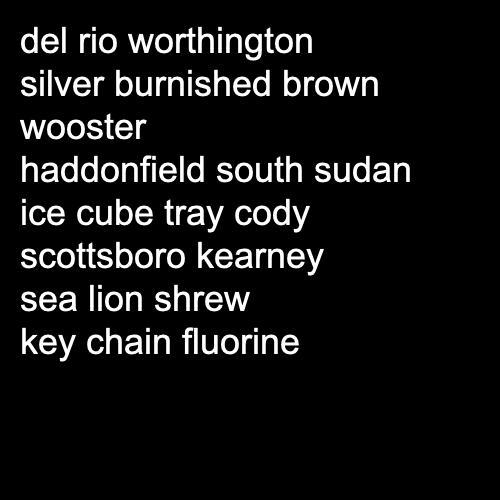 del rio worthington
silver burnished brown
wooster
haddonfield south sudan
ice cube tray cody
scottsboro kearney
sea lion shrew
key chain fluorine